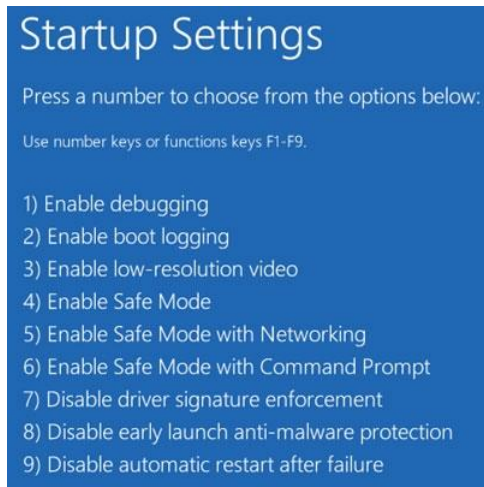 Startup Settings
Press a number to choose from the options below:
Use number keys or functions keys F1-F9.
1) Enable debugging
2) Enable boot logging
3) Enable low-resolution video
4) Enable Safe Mode
5) Enable Safe Mode with Networking
6) Enable Safe Mode with Command Prompt
7) Disable driver signature enforcement
8) Disable early launch anti-malware protection
9) Disable automatic restart after failure